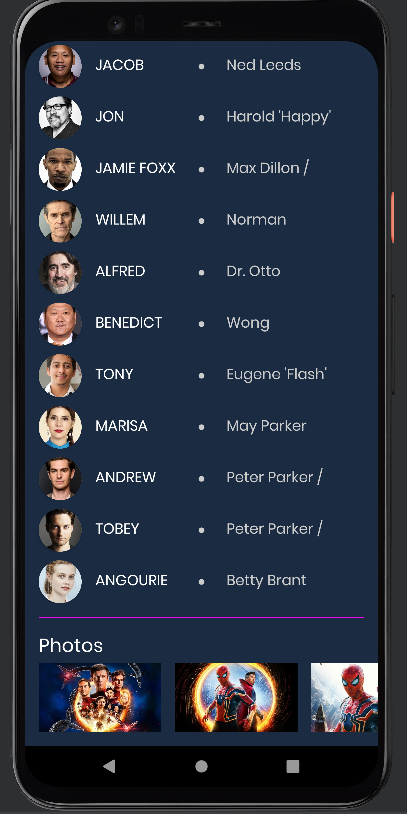 JACOB • Ned Leeds
JON • Harold 'Happy'
JAMIE FOXX • Max Dillon /
WILLEM • Norman
ALFRED • Dr. Otto
BENEDICT • Wong
TONY • Eugene 'Flash'
MARISA • May Parker
ANDREW • Peter Parker /
TOBEY • Peter Parker /
ANGOURIE • Betty Brant
Photos